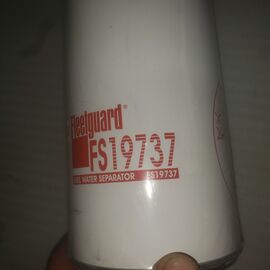 Fleetguard®
FS19737
FUEL WATER SEPARATOR FS19737